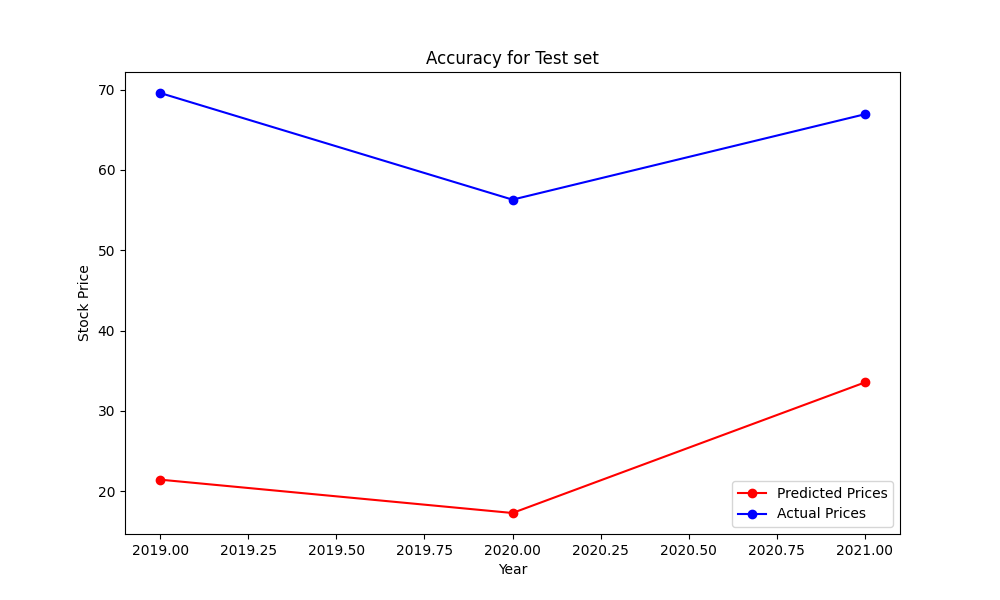 Accuracy for Test set
Stock Price
70
60
50
40
30
20
Predicted Prices
Actual Prices
2019.00 2019.25 2019.50 2019.75 2020.00 2020.25 2020.50 2020.75 2021.00
Year